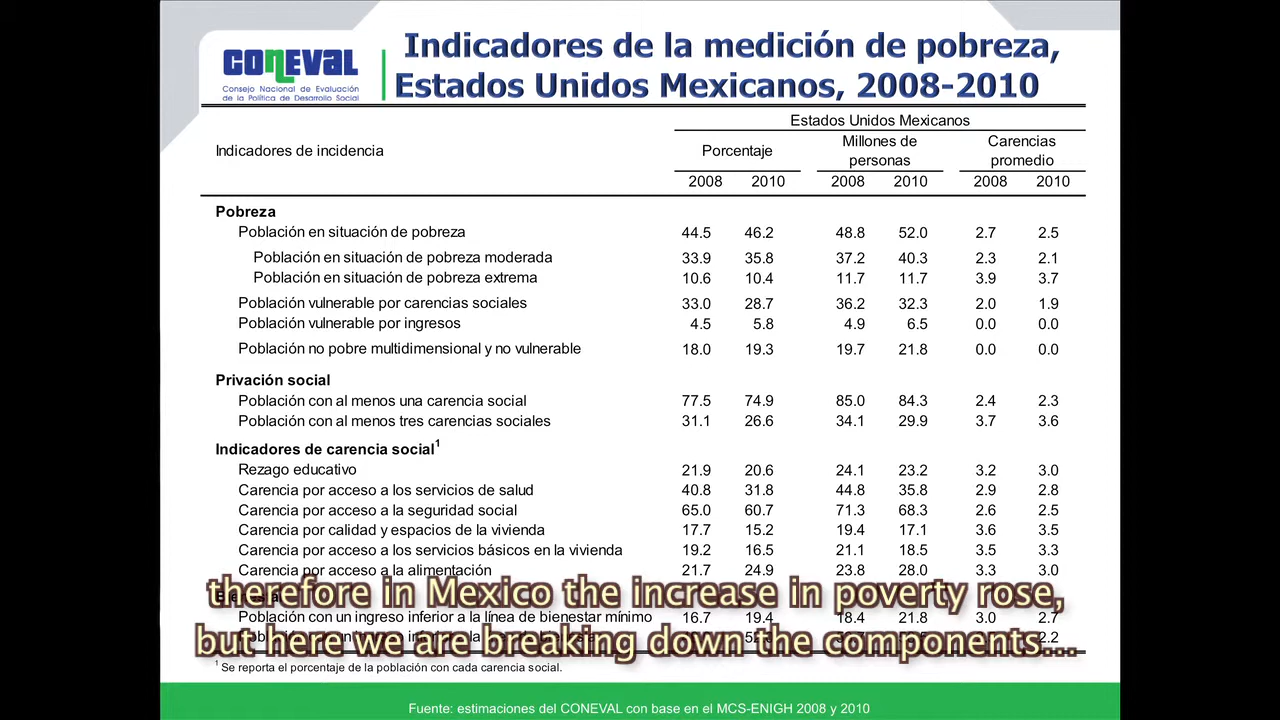 CONEVAL
Consejo Nacional de Evaluación
de la Política de Desarrollo Social
Indicadores de la medición de pobreza,
Estados Unidos Mexicanos, 2008-2010
Estados Unidos Mexicanos
Indicadores de incidencia Porcentaje Millones de personas Carencias promedio
2008 2010 2008 2010 2008 2010
Pobreza
Población en situación de pobreza 44.5 46.2 48.8 52.0 2.7 2.5
Población en situación de pobreza moderada 33.9 35.8 37.2 40.3 2.3 2.1
Población en situación de pobreza extrema 10.6 10.4 11.7 11.7 3.9 3.7
Población vulnerable por carencias sociales 33.0 28.7 36.2 32.3 2.0 1.9
Población vulnerable por ingresos 4.5 5.8 4.9 6.5 0.0 0.0
Población no pobre multidimensional y no vulnerable 18.0 19.3 19.7 21.8 0.0 0.0
Privación social
Población con al menos una carencia social 77.5 74.9 85.0 84.3 2.4 2.3
Población con al menos tres carencias sociales 31.1 26.6 34.1 29.9 3.7 3.6
Indicadores de carencia social1
Rezago educativo 21.9 20.6 24.1 23.2 3.2 3.0
Carencia por acceso a los servicios de salud 40.8 31.8 44.8 35.8 2.9 2.8
Carencia por acceso a la seguridad social 65.0 60.7 71.3 68.3 2.6 2.5
Carencia por calidad y espacios de la vivienda 17.7 15.2 19.4 17.1 3.6 3.5
Carencia por acceso a los servicios básicos en la vivienda 19.2 16.5 21.1 18.5 3.5 3.3
Carencia por acceso a la alimentación 21.7 24.9 23.8 28.0 3.3 3.0
therefore in Mexico the increase in poverty rose,
Población con un ingreso inferior a la línea de bienestar mínimo 16.7 19.4 18.4 21.8 3.0 2.7
but here we are breaking down the components...
2.2
1 Se reporta el porcentaje de la población con cada carencia social.
Fuente: estimaciones del CONEVAL con base en el MCS-ENIGH 2008 y 2010